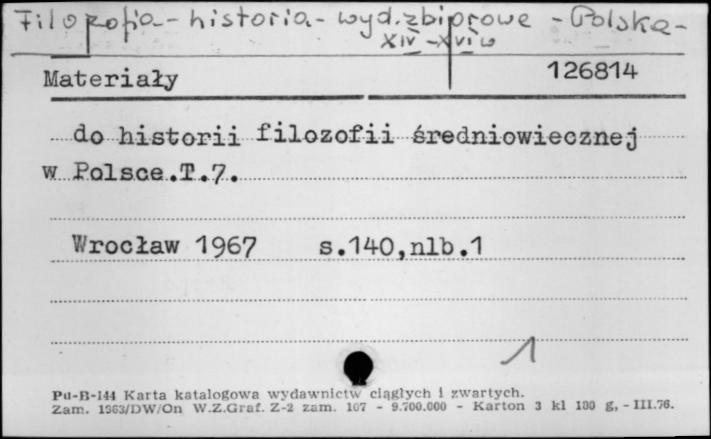 Filozofia - historia - wyd. zbiorowe - Polska -
XIV - XVI w
Materiały 126814
do historii filozofii średniowiecznej
w Polsce.T.7.
Wrocław 1967 s.140,nlb.1
1
Pu-B-144 Karta katalogowa wydawnictw ciągłych i zwartych.
Zam. 1963/DW/On W.Z.Graf. Z-2 zam. 107 - 9.700.000 - Karton 3 kl 180 g, - III.76.